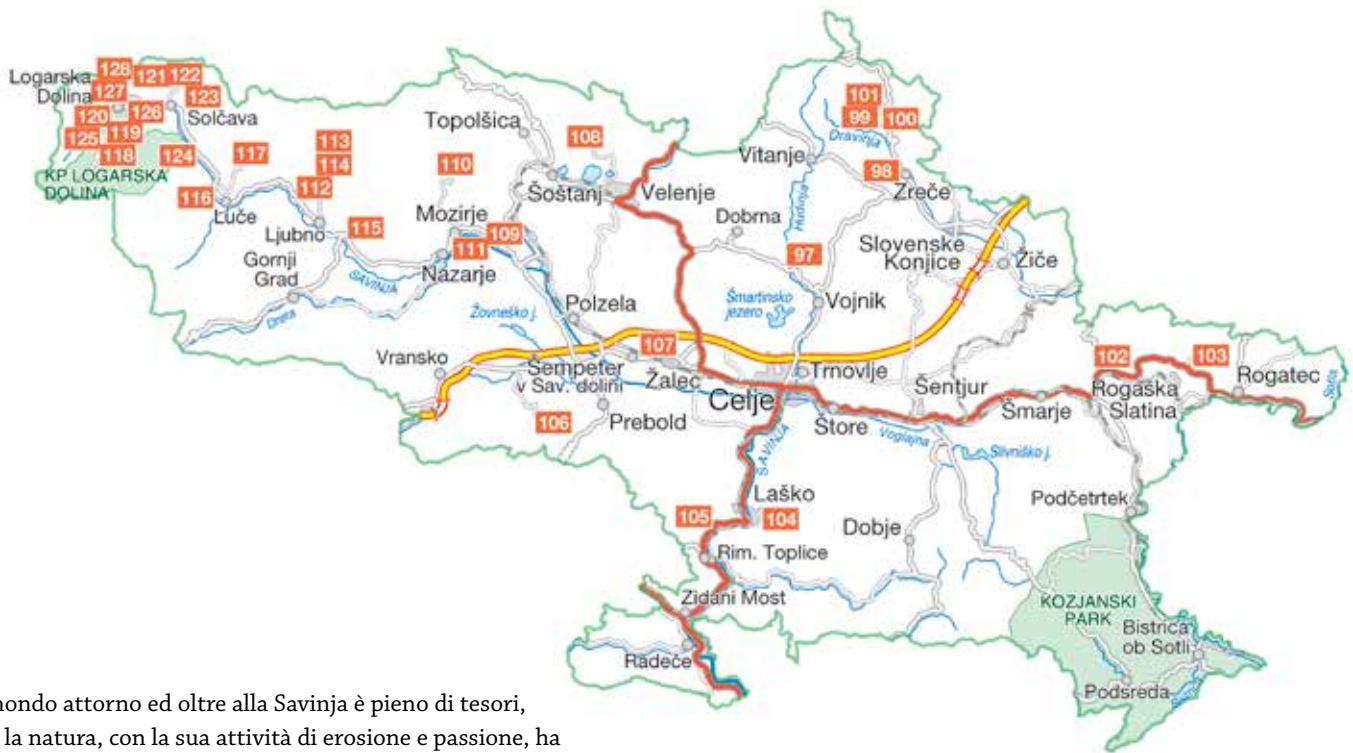 128
121
122
Logarska
Dolina
127
123
120
126
Solčava
125
119
118
124
KP LOGARSKA
DOLINA
117
113
114
112
116
Luče
Ljubno
115
Gornji
Grad
SAVINJA
Dreta
110
Mozirje
109
111
Nazarje
Topolšica
108
Šoštanj
Velenje
101
99
100
Dravinja
Vitanje
98
Zreče
Hudinja
Dobrna
97
Slovenske
Konjice
Žiče
Šmartinsko
jezero
Vojnik
Polzela
Žovneško j.
Vransko
107
Šempeter
v Sav. dolini
Žalec
Trnovlje
106
Prebold
Celje
Štore
Šentjur
Šmarje
102
103
Rogaška
Slatina
Rogatec
Sotla
Voglajna
Slivniško j.
SAVINJA
Laško
105
104
Rim. Toplice
Dobje
Podčetrtek
Zidani Most
Radeče
KOZJANSKI
PARK
Bistrica
ob Sotli
Podsreda
mondo attorno ed oltre alla Savinja è pieno di tesori,
la natura, con la sua attività di erosione e passione, ha